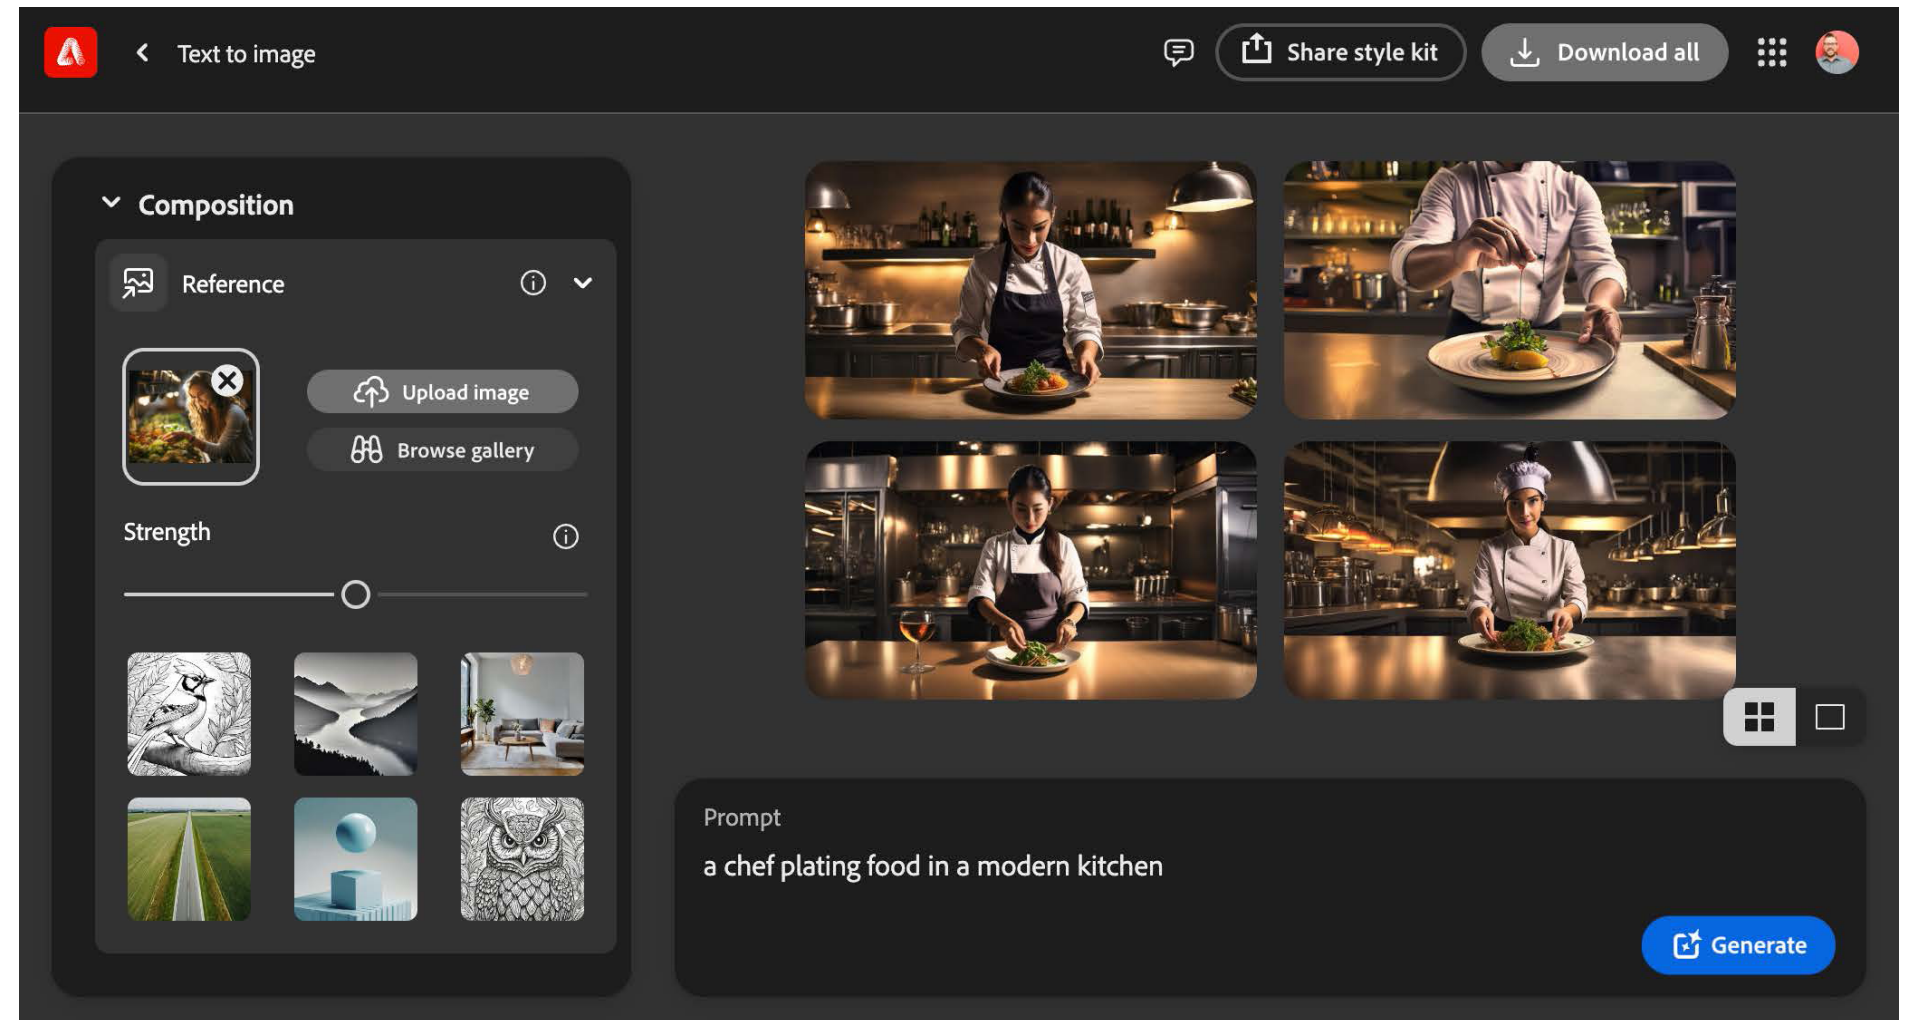 Text to image
Share style kit
Download all
Composition
Reference
Upload image
Browse gallery
Strength
Prompt
a chef plating food in a modern kitchen
Generate